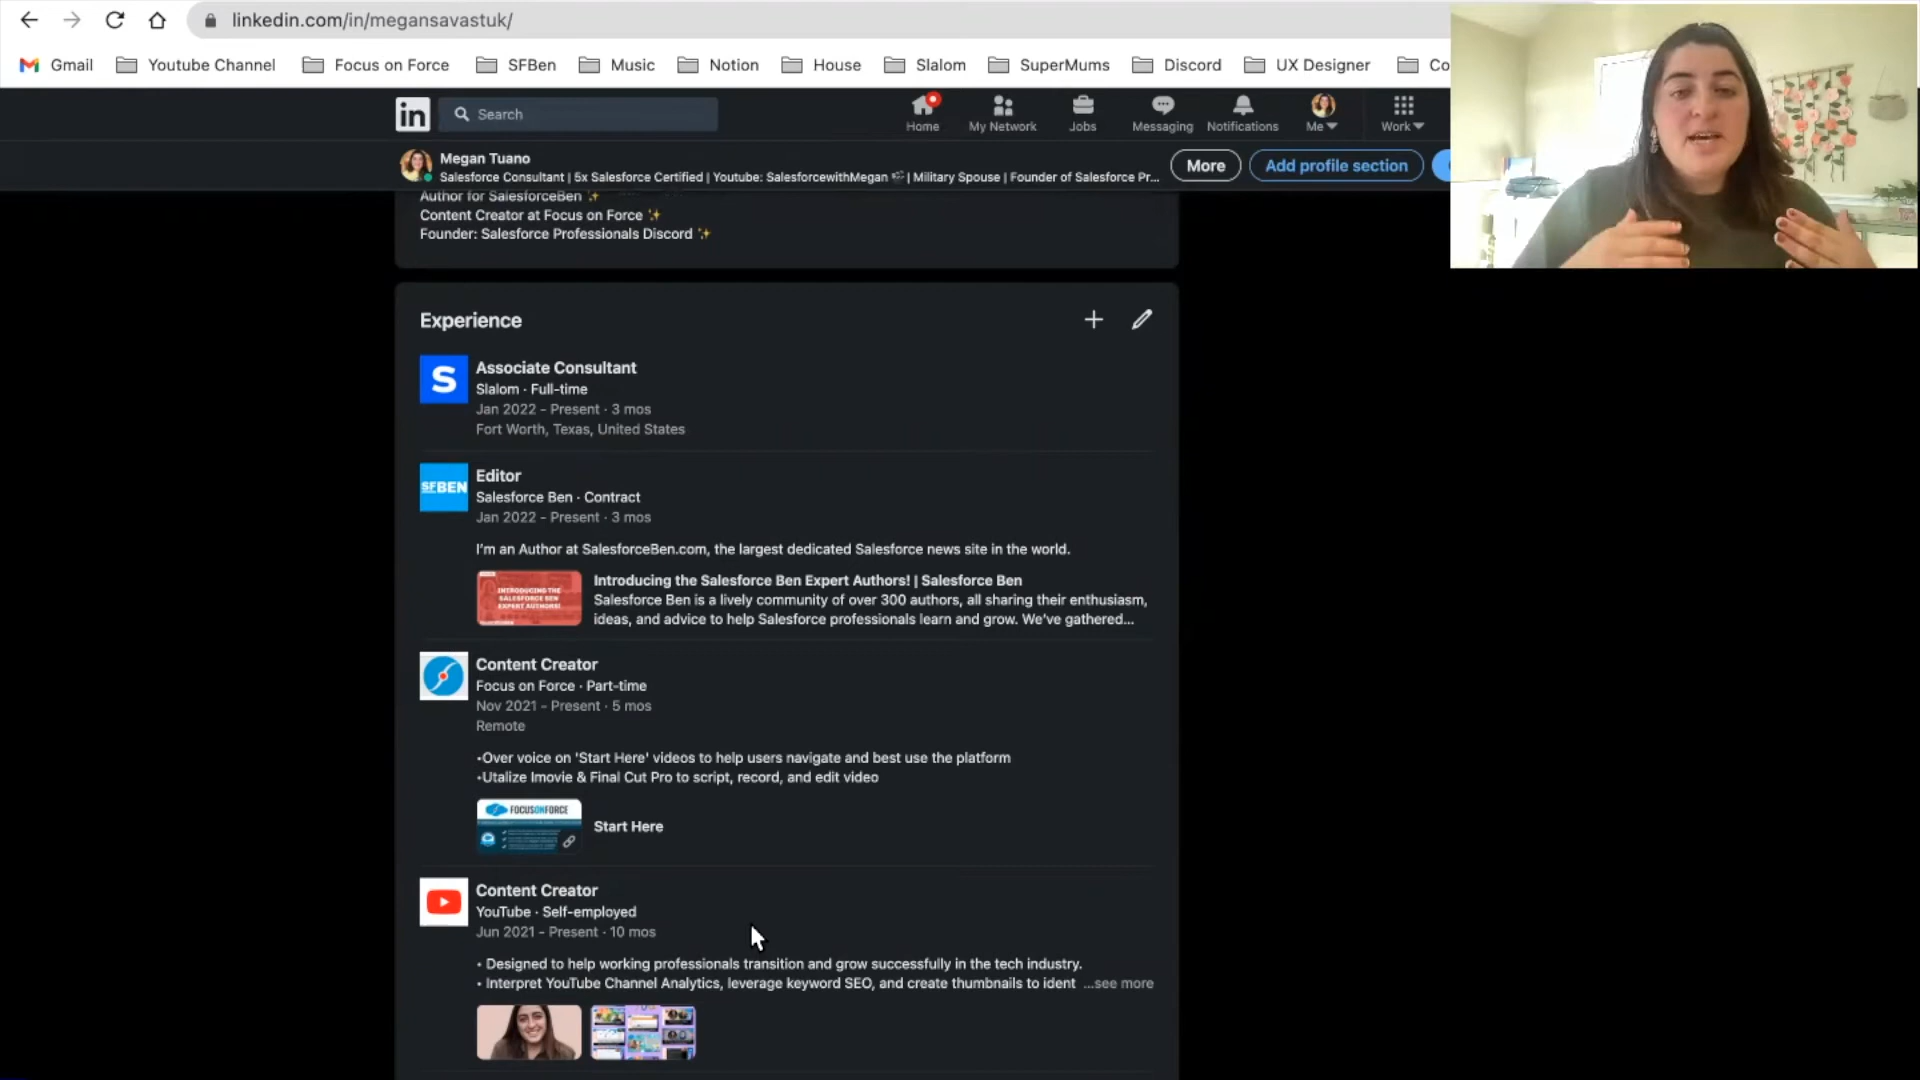 linkedin.com/in/megansavastuk/
Gmail Youtube Channel Focus on Force SFBen Music Notion House Slalom SuperMums Discord UX Designer Co
in Search Home My Network Jobs Messaging Notifications Me Work
Megan Tuano
Salesforce Consultant | 5x Salesforce Certified | Youtube: SalesforcewithMegan 📽 | Military Spouse | Founder of Salesforce Pr...
More Add profile section
Author for SalesforceBen ✨
Content Creator at Focus on Force ✨
Founder: Salesforce Professionals Discord ✨
Experience
S Associate Consultant
Slalom · Full-time
Jan 2022 - Present · 3 mos
Fort Worth, Texas, United States
SFBEN Editor
Salesforce Ben · Contract
Jan 2022 - Present · 3 mos
I'm an Author at SalesforceBen.com, the largest dedicated Salesforce news site in the world.
INTRODUCING THE
SALESFORCE BEN
EXPERT AUTHORS!
Introducing the Salesforce Ben Expert Authors! | Salesforce Ben
Salesforce Ben is a lively community of over 300 authors, all sharing their enthusiasm,
ideas, and advice to help Salesforce professionals learn and grow. We've gathered...
Content Creator
Focus on Force · Part-time
Nov 2021 - Present · 5 mos
Remote
•Over voice on 'Start Here' videos to help users navigate and best use the platform
•Utalize Imovie & Final Cut Pro to script, record, and edit video
FOCUSONFORCE
Start Here
Content Creator
YouTube · Self-employed
Jun 2021 - Present · 10 mos
• Designed to help working professionals transition and grow successfully in the tech industry.
• Interpret YouTube Channel Analytics, leverage keyword SEO, and create thumbnails to ident ...see more